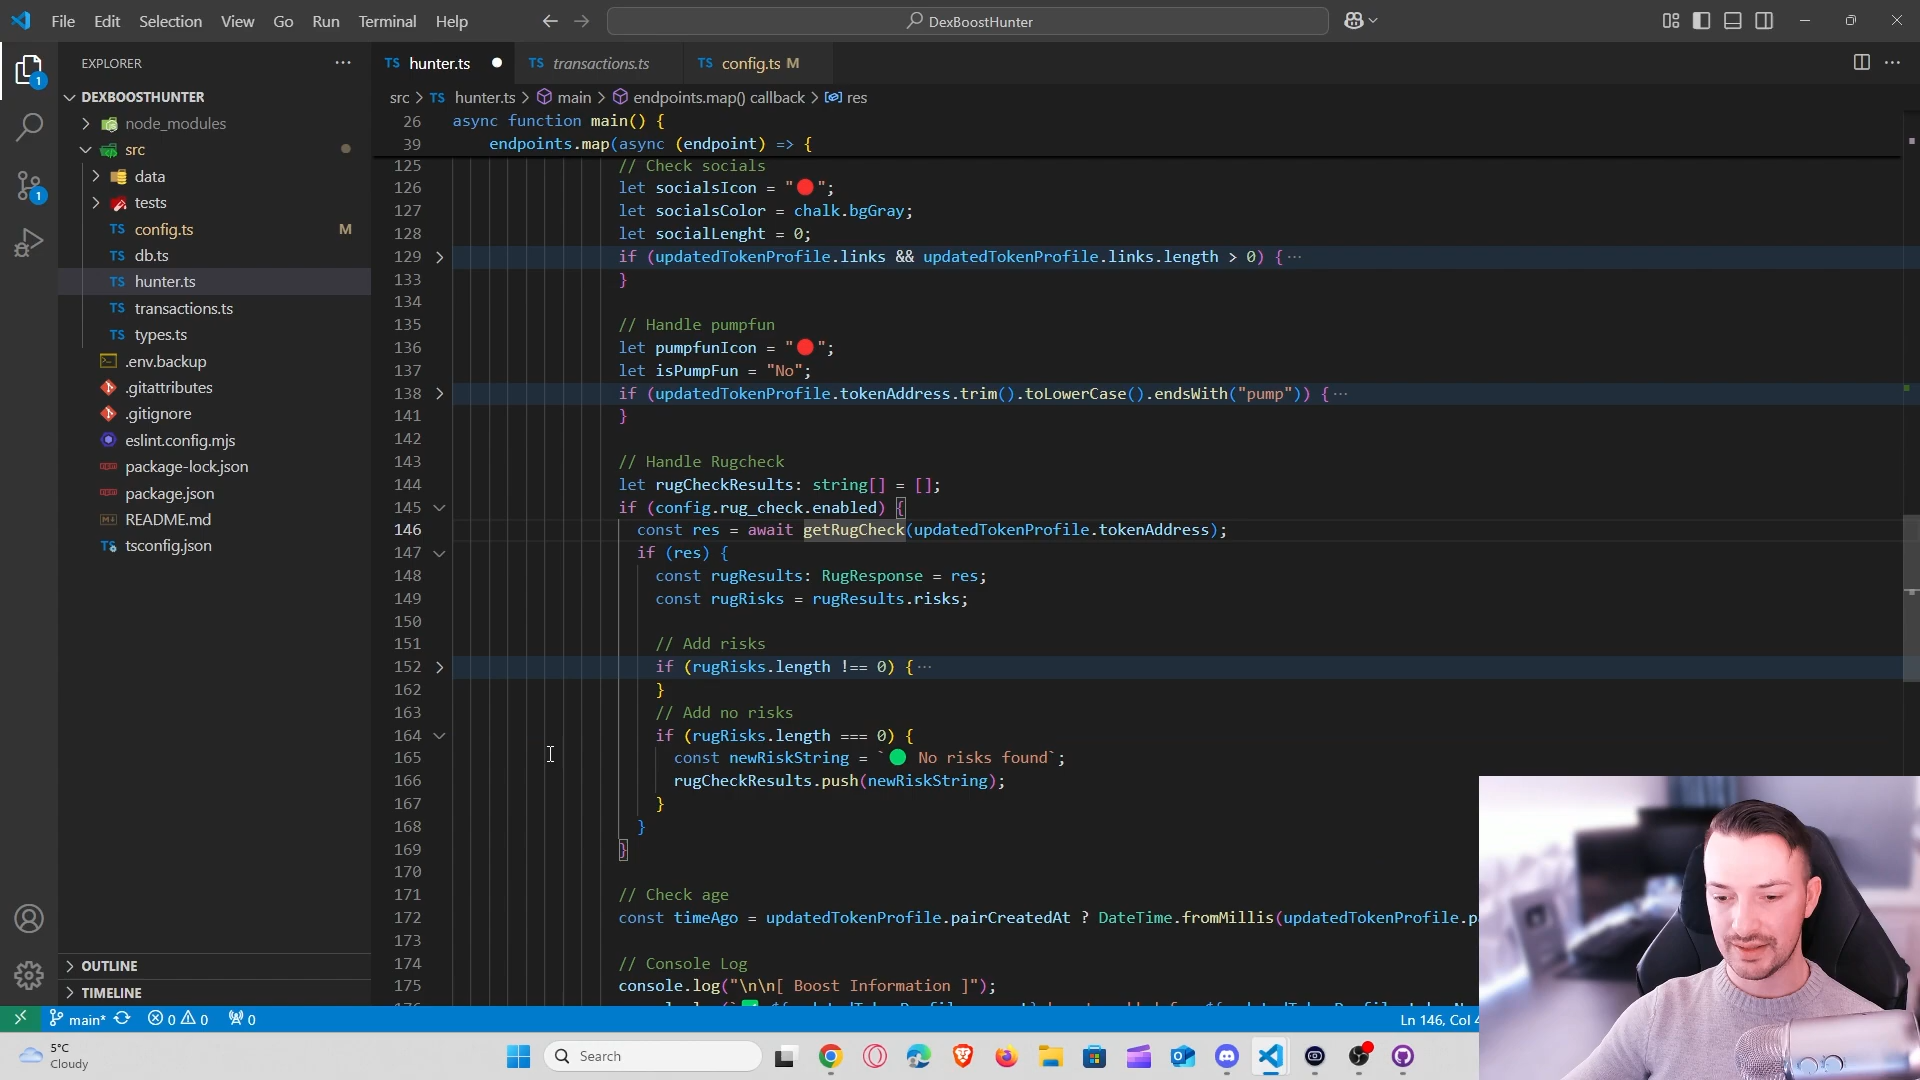 File Edit Selection View Go Run Terminal Help
DexBoostHunter
EXPLORER
TS hunter.ts
TS transactions.ts
TS config.ts M
DEXBOOSTHUNTER
src > TS hunter.ts > main > endpoints.map() callback > res
node_modules
src
data
tests
TS config.ts M
TS db.ts
TS hunter.ts
TS transactions.ts
TS types.ts
.env.backup
.gitattributes
.gitignore
eslint.config.mjs
package-lock.json
package.json
README.md
TS tsconfig.json
OUTLINE
TIMELINE
26 async function main() {
39 endpoints.map(async (endpoint) => {
125 // Check socials
126 let socialsIcon = "🔴";
127 let socialsColor = chalk.bgGray;
128 let socialLenght = 0;
129 if (updatedTokenProfile.links && updatedTokenProfile.links.length > 0) {···
133 }
134
135 // Handle pumpfun
136 let pumpfunIcon = "🔴";
137 let isPumpFun = "No";
138 if (updatedTokenProfile.tokenAddress.trim().toLowerCase().endsWith("pump")) {···
141 }
142
143 // Handle Rugcheck
144 let rugCheckResults: string[] = [];
145 if (config.rug_check.enabled) {
146 const res = await getRugCheck(updatedTokenProfile.tokenAddress);
147 if (res) {
148 const rugResults: RugResponse = res;
149 const rugRisks = rugResults.risks;
150
151 // Add risks
152 if (rugRisks.length !== 0) {···
162 }
163 // Add no risks
164 if (rugRisks.length === 0) {
165 const newRiskString = `🟢 No risks found`;
166 rugCheckResults.push(newRiskString);
167 }
168 }
169 }
170
171 // Check age
172 const timeAgo = updatedTokenProfile.pairCreatedAt ? DateTime.fromMillis(updatedTokenProfile.p
173
174 // Console Log
175 console.log("\n\n[ Boost Information ]");
main* 0 0 0
Ln 146, Col 4
5°C
Cloudy
Search